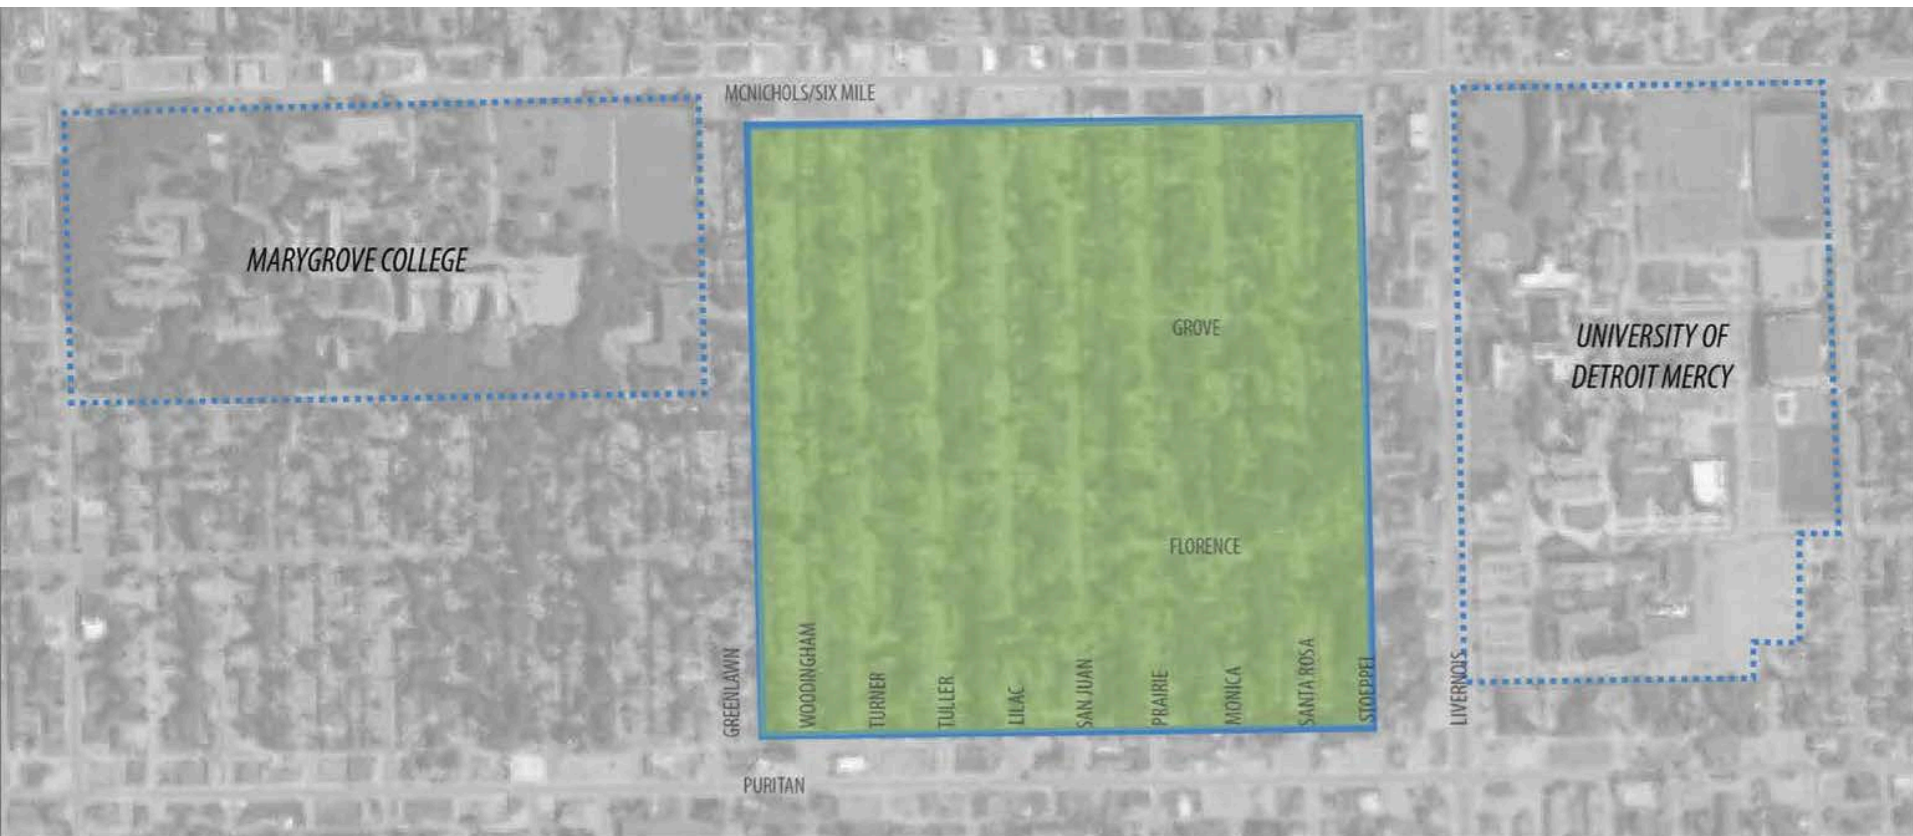 MCNICHOLS/SIX MILE
MARYGROVE COLLEGE
GROVE
UNIVERSITY OF
DETROIT MERCY
FLORENCE
GREENLAWN
WOODINGHAM
TURNER
TULLER
LILAC
SAN JUAN
PRAIRIE
MONICA
SANTA ROSA
STOEPPEL
LIVERNOIS
PURITAN